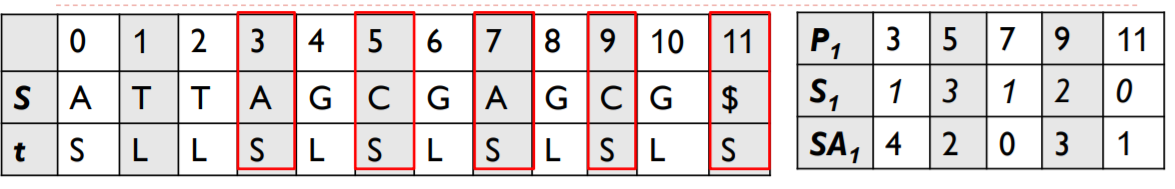 0 1 2 3 4 5 6 7 8 9 10 11
S A T T A G C G A G C G $
t S L L S L S L S L S L S
P1 3 5 7 9 11
S1 1 3 1 2 0
SA1 4 2 0 3 1